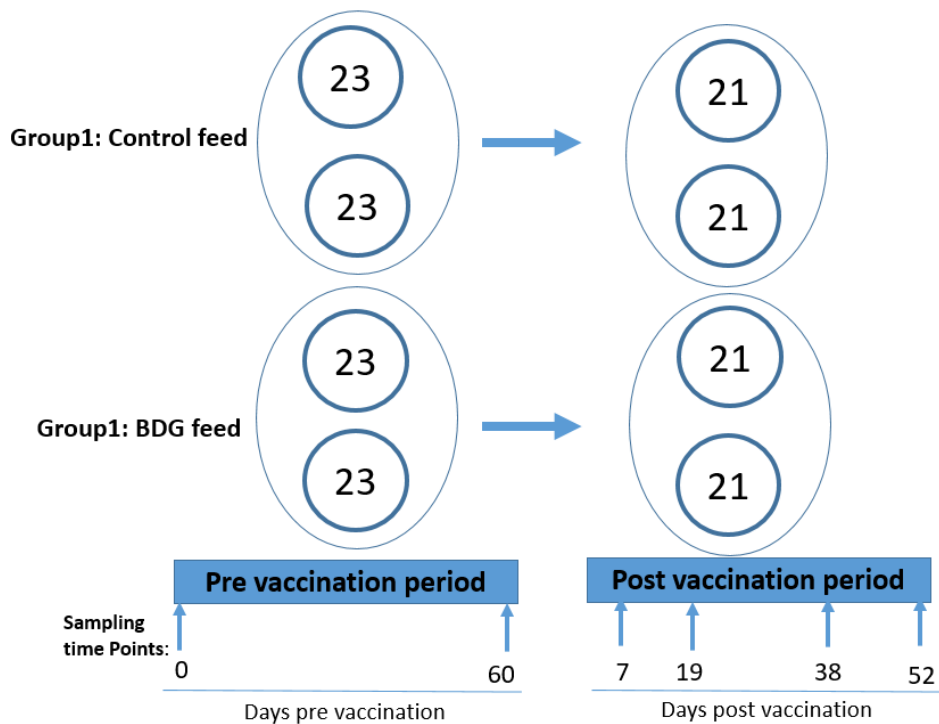 23
21
Group1: Control feed
23
21
23
21
Group1: BDG feed
23
21
Pre vaccination period
Post vaccination period
Sampling
time Points:
0
60
7
19
38
52
Days pre vaccination
Days post vaccination